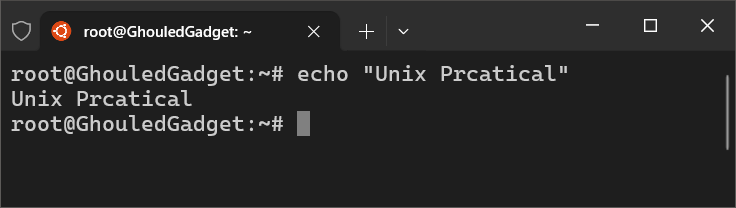 root@GhouledGadget: ~
root@GhouledGadget:~# echo "Unix Prcatical"
Unix Prcatical
root@GhouledGadget:~#